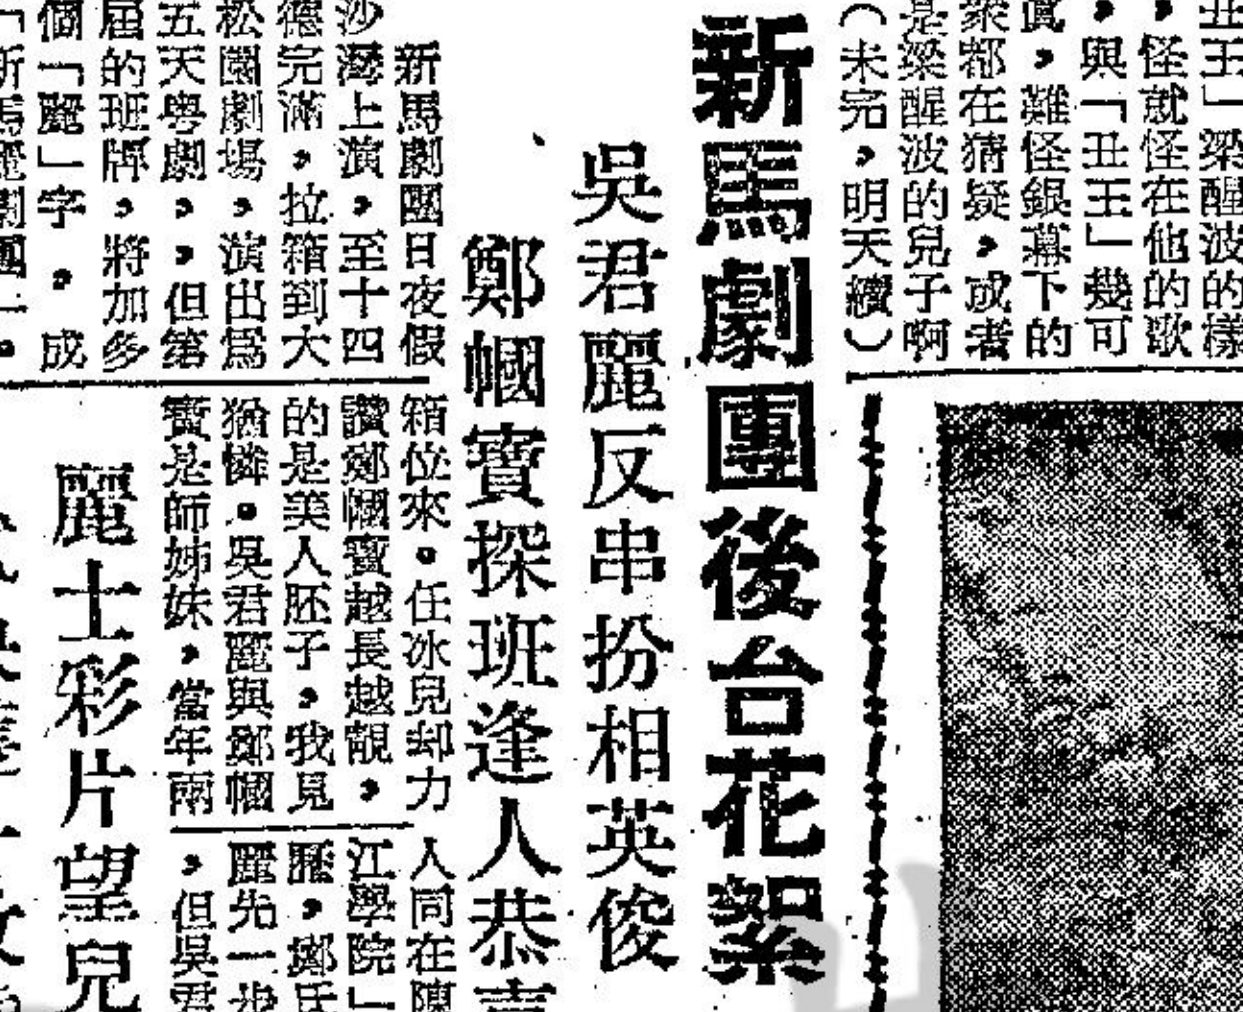 丑王」梁醒波的樣
，怪就怪在他的歌
，與「丑王」幾可
眞，難怪銀幕下的
衆都在猜疑，或者
是梁醒波的兒子啊
（未完，明天續）
新馬劇團後台花絮
吳君麗反串扮相英俊
鄭幗寶探班逢人恭喜
新馬劇團日夜假
沙灣上演，至十四
德完滿，拉箱到大
松園劇場，演出爲
五天粵劇，但第
屆的班牌，將加多
個「麗」字，成
「新馬麗劇團」。
箱位來。任冰兒却力
讚鄭幗寶越長越靚，
的是美人胚子，我見
猶憐。吳君麗與鄭幗
寶是師姊妹，當年兩
人同在陳
江學院」
歷，鄭氏
麗先一步
，但吳君
麗士彩片望兒